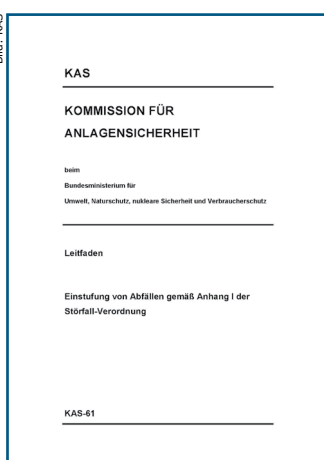 KAS
KOMMISSION FÜR
ANLAGENSICHERHEIT
beim
Bundesministerium für
Umwelt, Naturschutz, nukleare Sicherheit und Verbraucherschutz
Leitfaden
Einstufung von Abfällen gemäß Anhang I der
Störfall-Verordnung
KAS-61